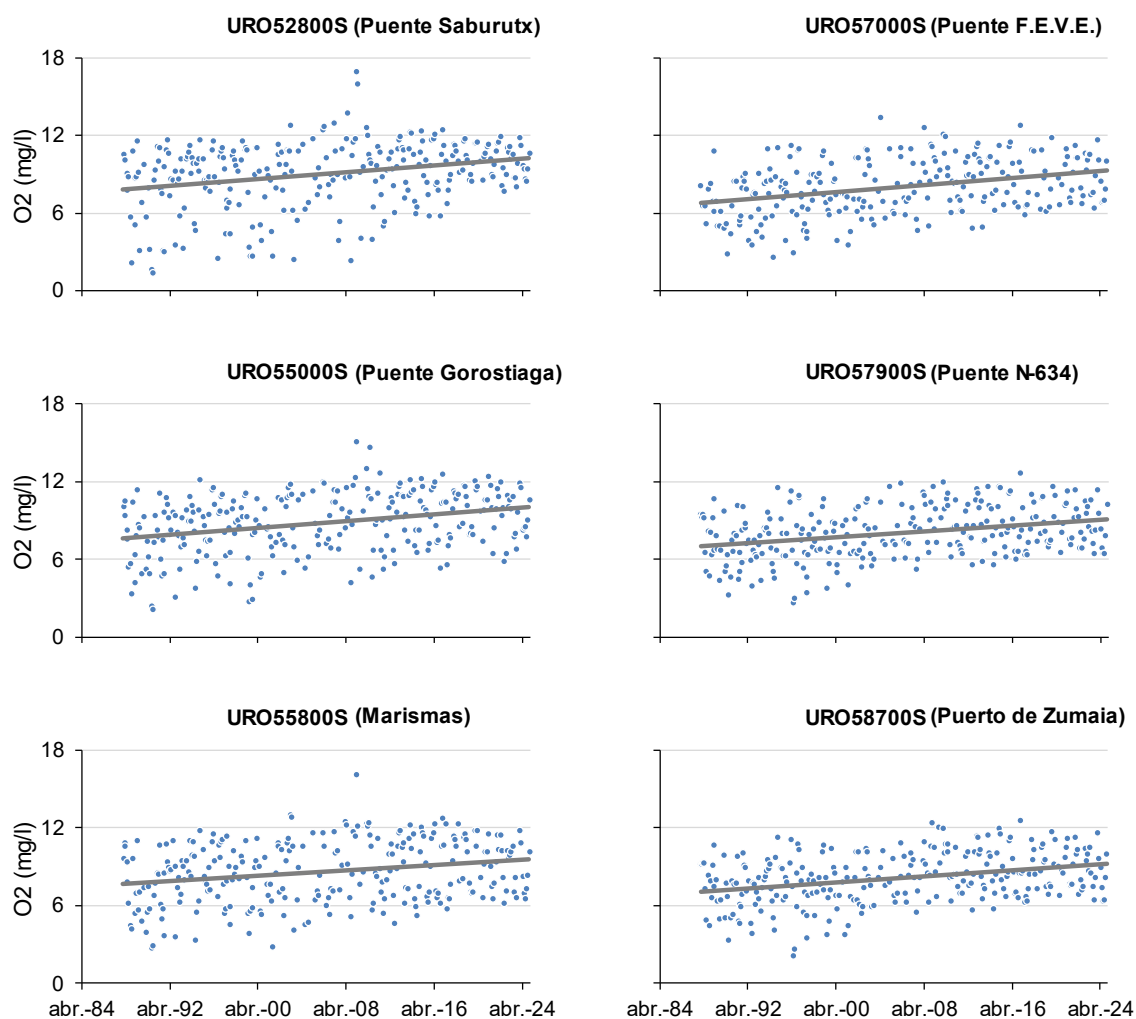 URO52800S (Puente Saburutx)
URO57000S (Puente F.E.V.E.)
O2 (mg/l)
18
12
6
0
URO55000S (Puente Gorostiaga)
URO57900S (Puente N-634)
O2 (mg/l)
18
12
6
0
URO55800S (Marismas)
URO58700S (Puerto de Zumaia)
O2 (mg/l)
18
12
6
0
abr.-84 abr.-92 abr.-00 abr.-08 abr.-16 abr.-24
abr.-84 abr.-92 abr.-00 abr.-08 abr.-16 abr.-24